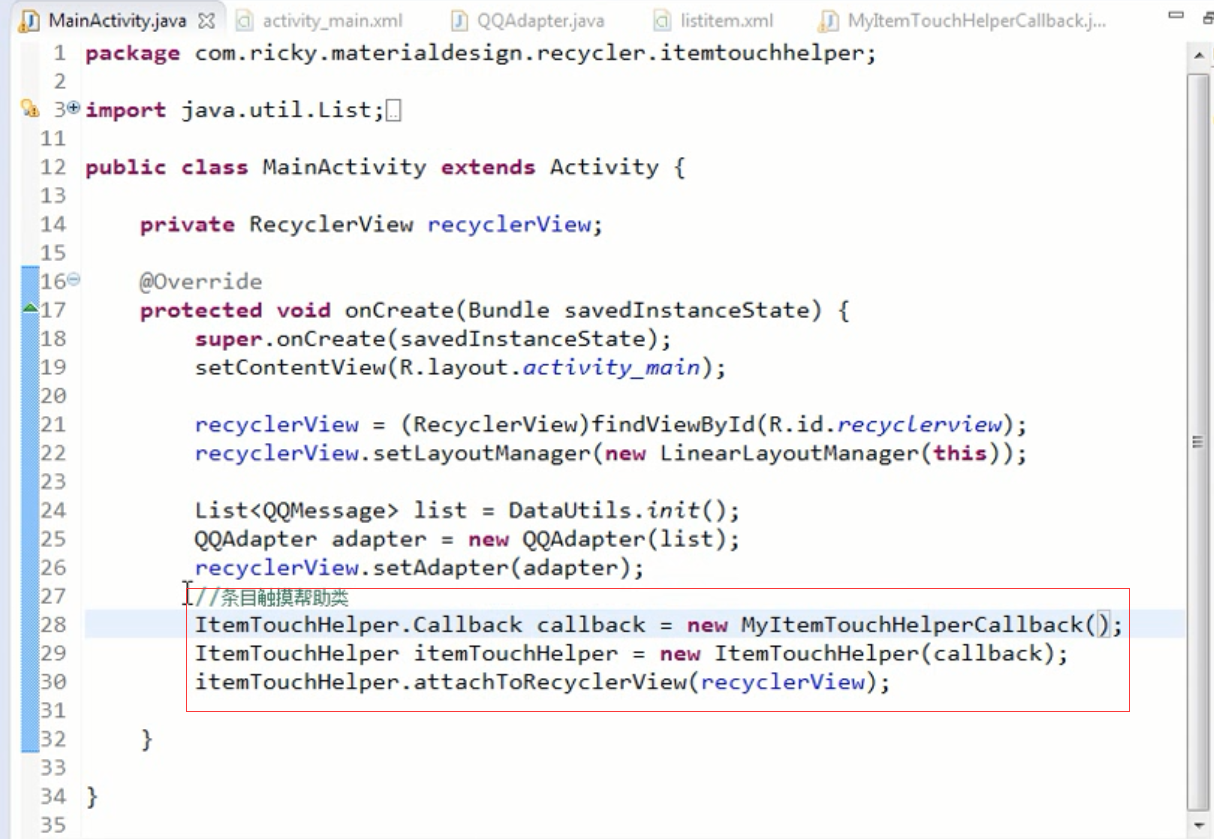 MainActivity.java activity_main.xml QQAdapter.java listitem.xml MyItemTouchHelperCallback.j...
1 package com.ricky.materialdesign.recycler.itemtouchhelper;
2
3 import java.util.List;
11
12 public class MainActivity extends Activity {
13
14 private RecyclerView recyclerView;
15
16 @Override
17 protected void onCreate(Bundle savedInstanceState) {
18 super.onCreate(savedInstanceState);
19 setContentView(R.layout.activity_main);
20
21 recyclerView = (RecyclerView)findViewById(R.id.recyclerview);
22 recyclerView.setLayoutManager(new LinearLayoutManager(this));
23
24 List<QQMessage> list = DataUtils.init();
25 QQAdapter adapter = new QQAdapter(list);
26 recyclerView.setAdapter(adapter);
27 //条目触摸帮助类
28 ItemTouchHelper.Callback callback = new MyItemTouchHelperCallback();
29 ItemTouchHelper itemTouchHelper = new ItemTouchHelper(callback);
30 itemTouchHelper.attachToRecyclerView(recyclerView);
31
32 }
33
34 }
35